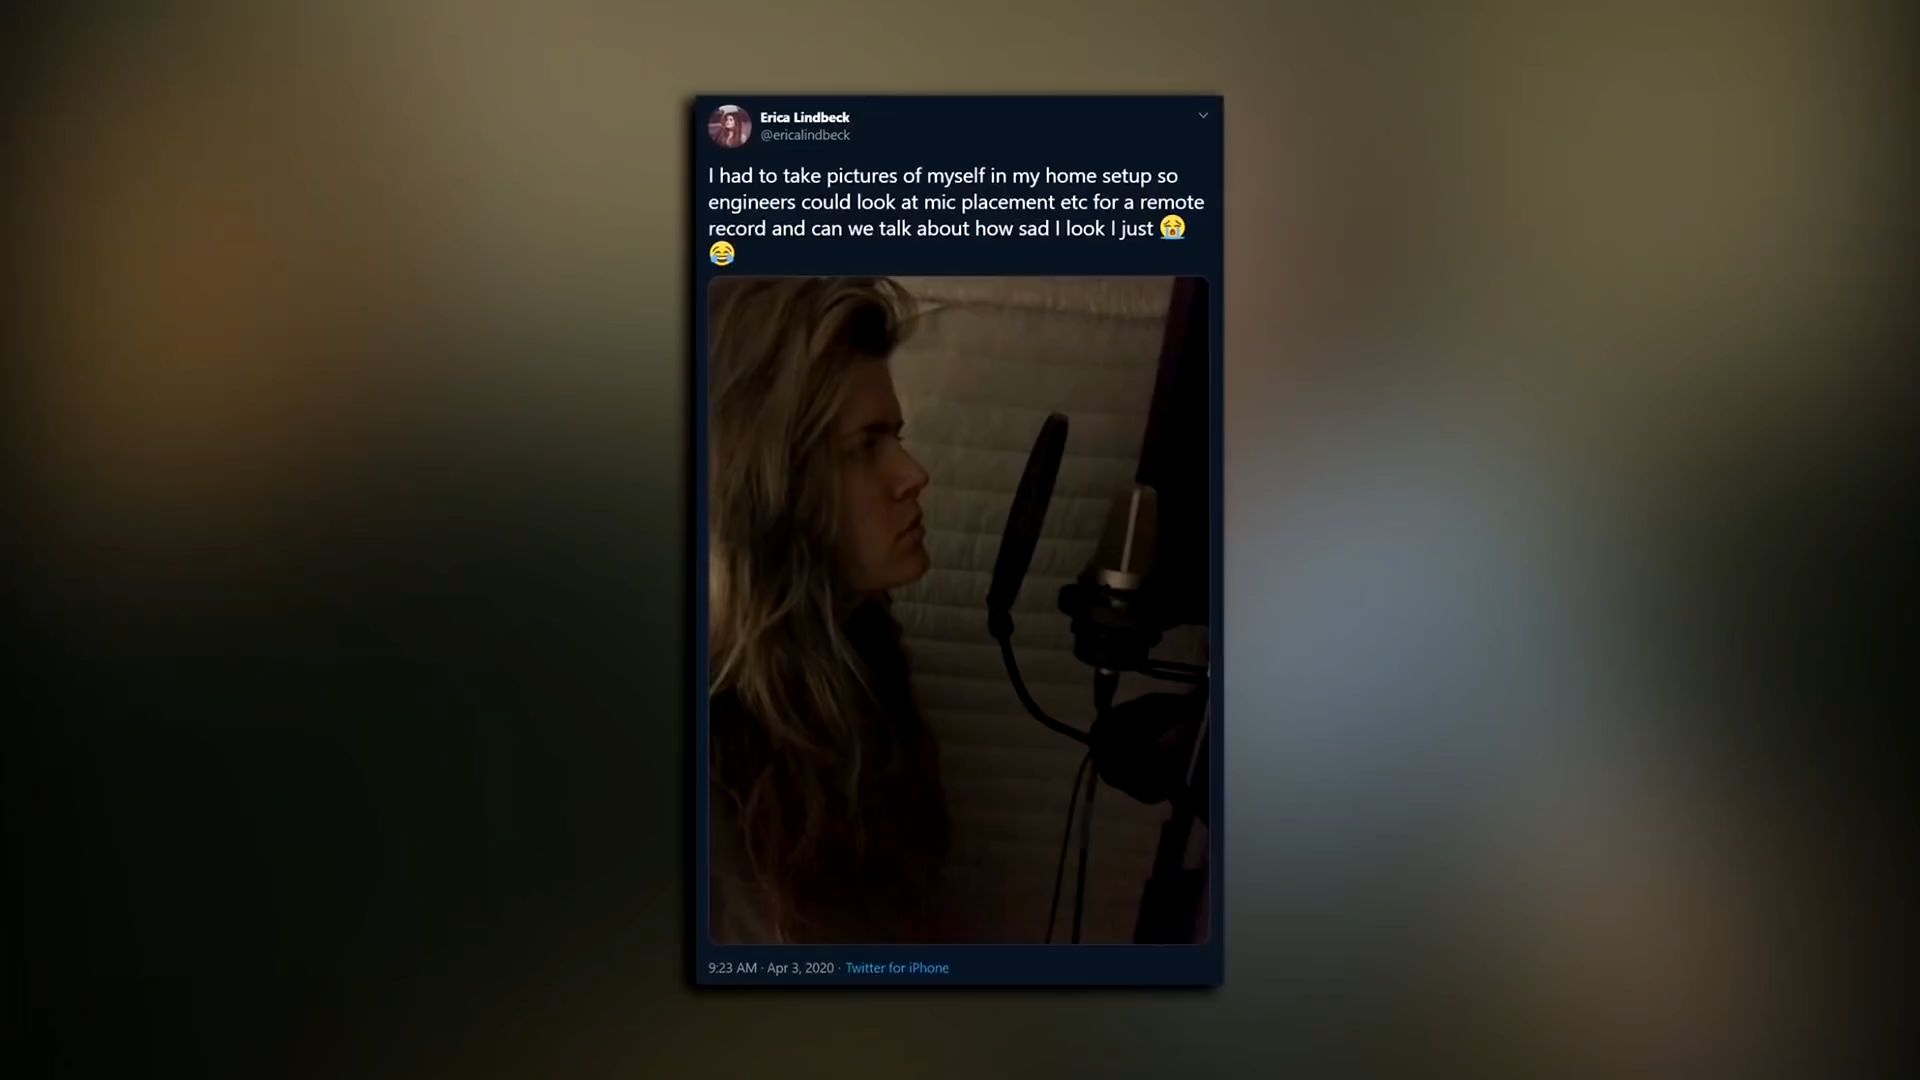 Erica Lindbeck
@ericalindbeck
I had to take pictures of myself in my home setup so
engineers could look at mic placement etc for a remote
record and can we talk about how sad I look I just 😭
😂
9:23 AM · Apr 3, 2020 · Twitter for iPhone